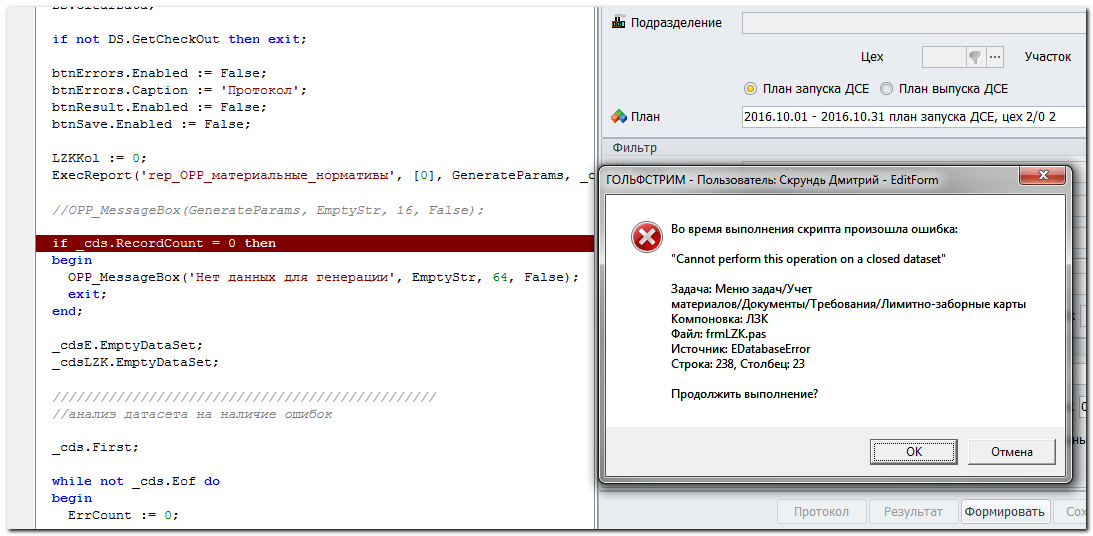 if not DS.GetCheckOut then exit;
btnErrors.Enabled := False;
btnErrors.Caption := 'Протокол';
btnResult.Enabled := False;
btnSave.Enabled := False;
LZKKol := 0;
ExecReport('rep_OPP_материальные_нормативы', [0], GenerateParams, _c
//OPP_MessageBox(GenerateParams, EmptyStr, 16, False);
if _cds.RecordCount = 0 then
begin
OPP_MessageBox('Нет данных для генерации', EmptyStr, 64, False);
exit;
end;
_cdsE.EmptyDataSet;
_cdsLZK.EmptyDataSet;
////////////////////////////////////////////////
//анализ датасета на наличие ошибок
_cds.First;
while not _cds.Eof do
begin
ErrCount := 0;
Подразделение
Цех ... Участок
План запуска ДСЕ План выпуска ДСЕ
План 2016.10.01 - 2016.10.31 план запуска ДСЕ, цех 2/0 2
Фильтр
ГОЛЬФСТРИМ - Пользователь: Скрундь Дмитрий - EditForm
Во время выполнения скрипта произошла ошибка:
"Cannot perform this operation on a closed dataset"
Задача: Меню задач/Учет
материалов/Документы/Требования/Лимитно-заборные карты
Компоновка: ЛЗК
Файл: frmLZK.pas
Источник: EDatabaseError
Строка: 238, Столбец: 23
Продолжить выполнение?
OK Отмена
Протокол Результат Формировать Сох